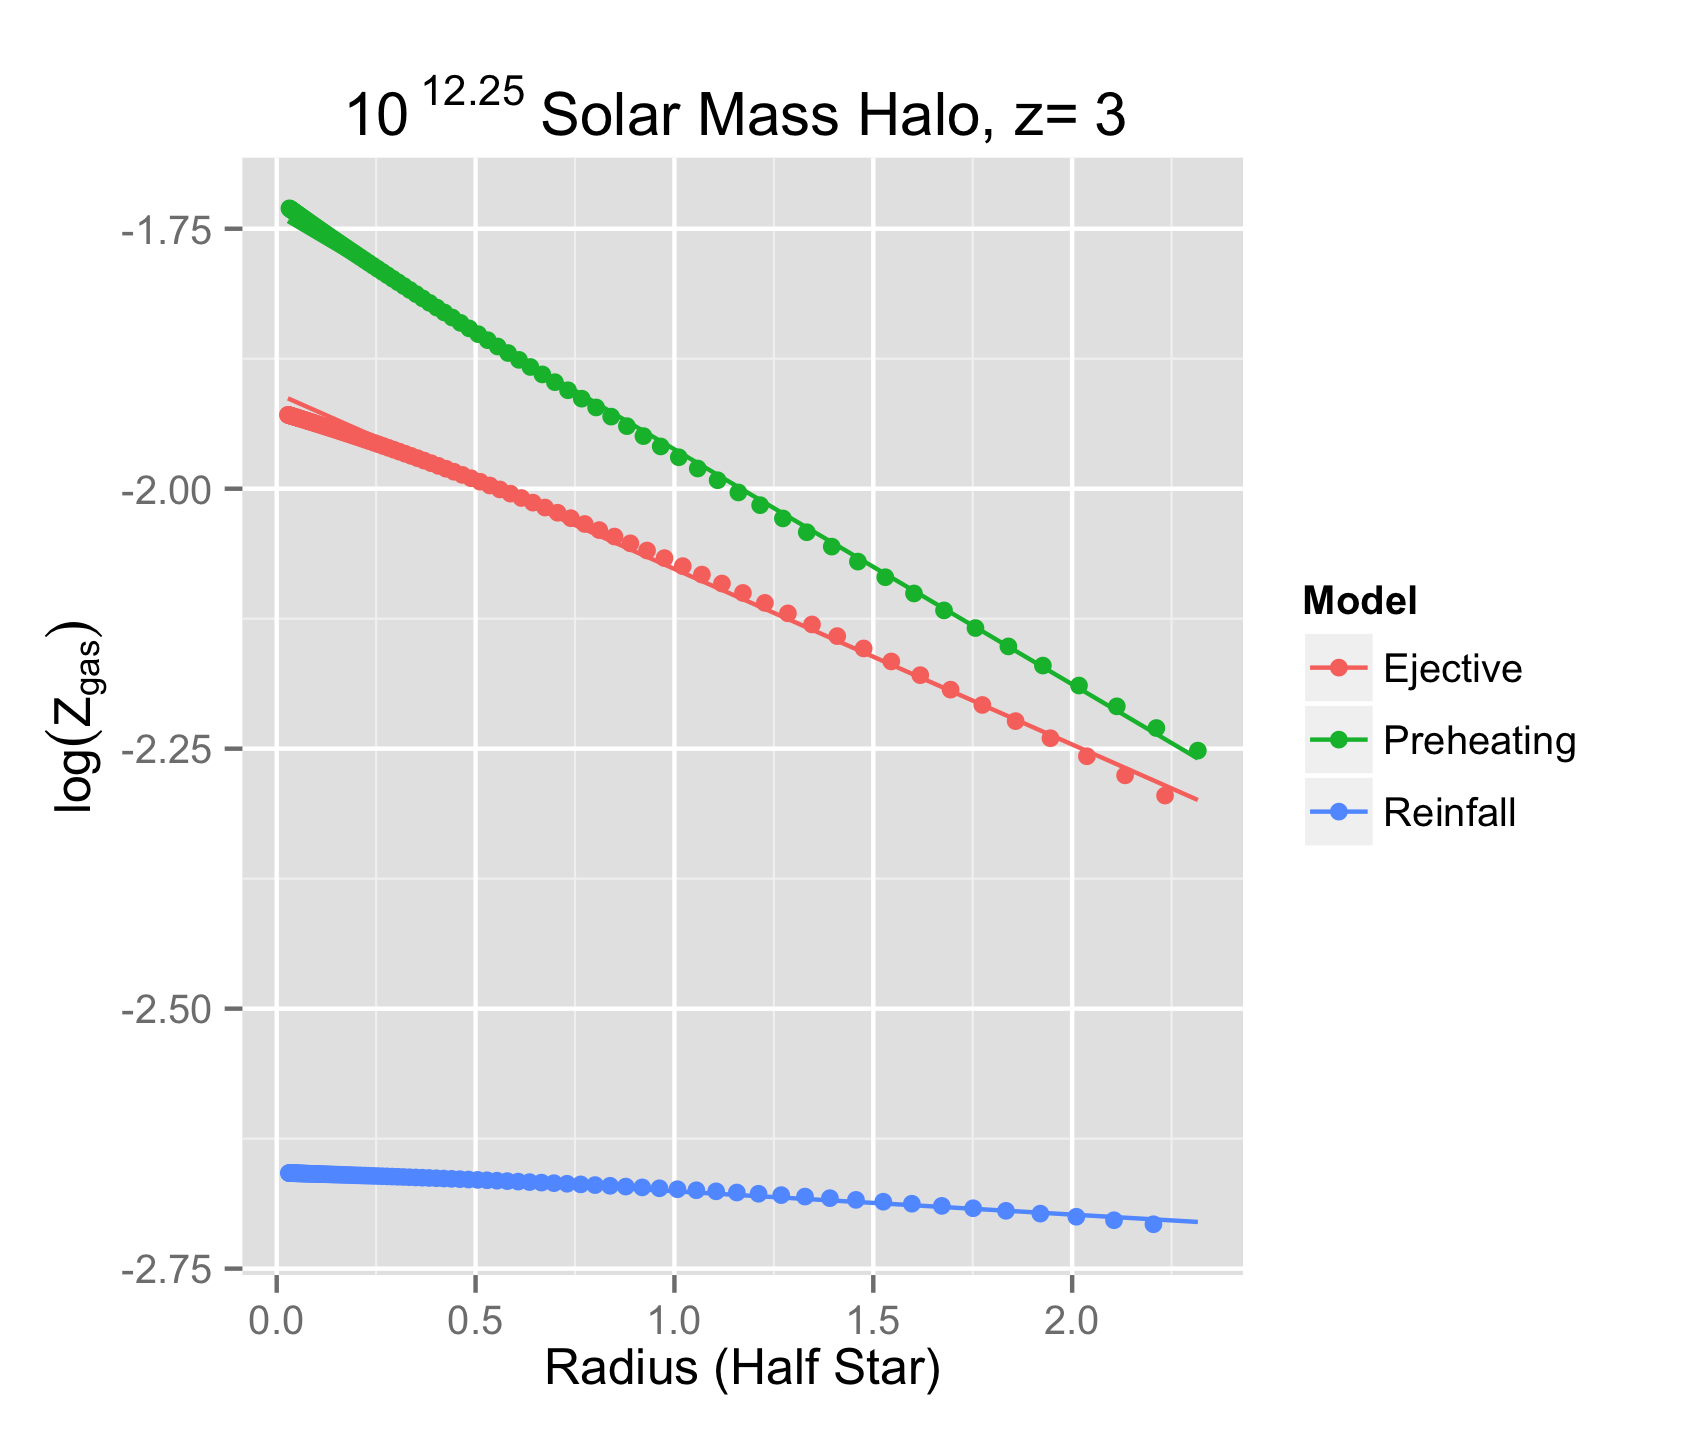 10 12.25 Solar Mass Halo, z= 3
-1.75
-2.00
-2.25
-2.50
-2.75
log(Zgas)
0.0 0.5 1.0 1.5 2.0
Radius (Half Star)
Model
Ejective
Preheating
Reinfall